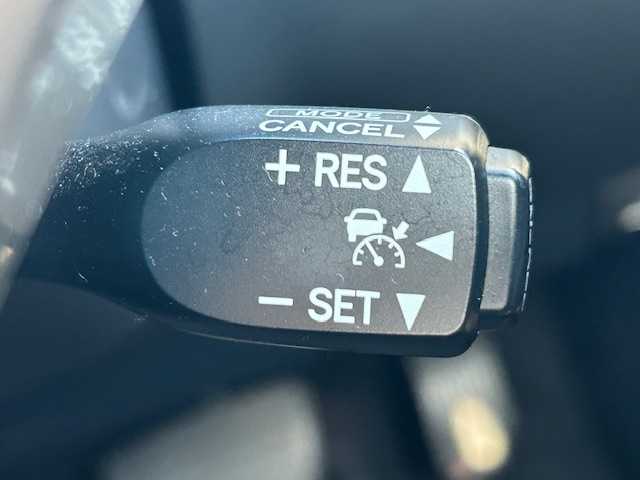 MODE
CANCEL
+ RES
- SET